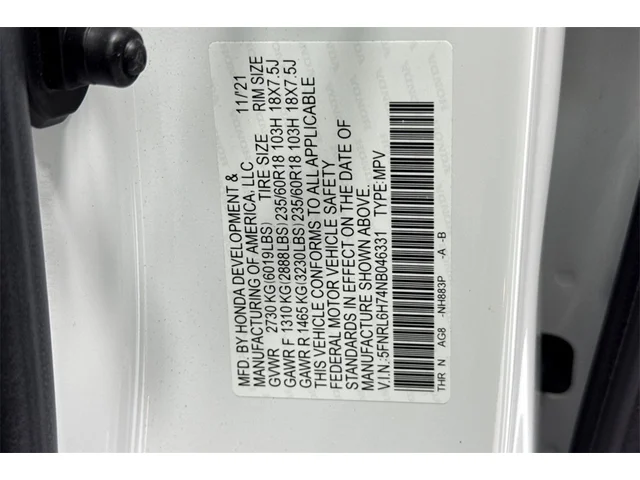 MFD. BY HONDA DEVELOPMENT & 11/'21
MANUFACTURING OF AMERICA, LLC
GVWR 2730 KG(6019LBS) TIRE SIZE RIM SIZE
GAWR F 1310 KG(2888LBS) 235/60R18 103H 18X7.5J
GAWR R 1465 KG(3230LBS) 235/60R18 103H 18X7.5J
THIS VEHICLE CONFORMS TO ALL APPLICABLE
FEDERAL MOTOR VEHICLE SAFETY
STANDARDS IN EFFECT ON THE DATE OF
MANUFACTURE SHOWN ABOVE.
V.I.N.:5FNRL6H74NB046331 TYPE:MPV
THR N AG8 -NH883P -A -B